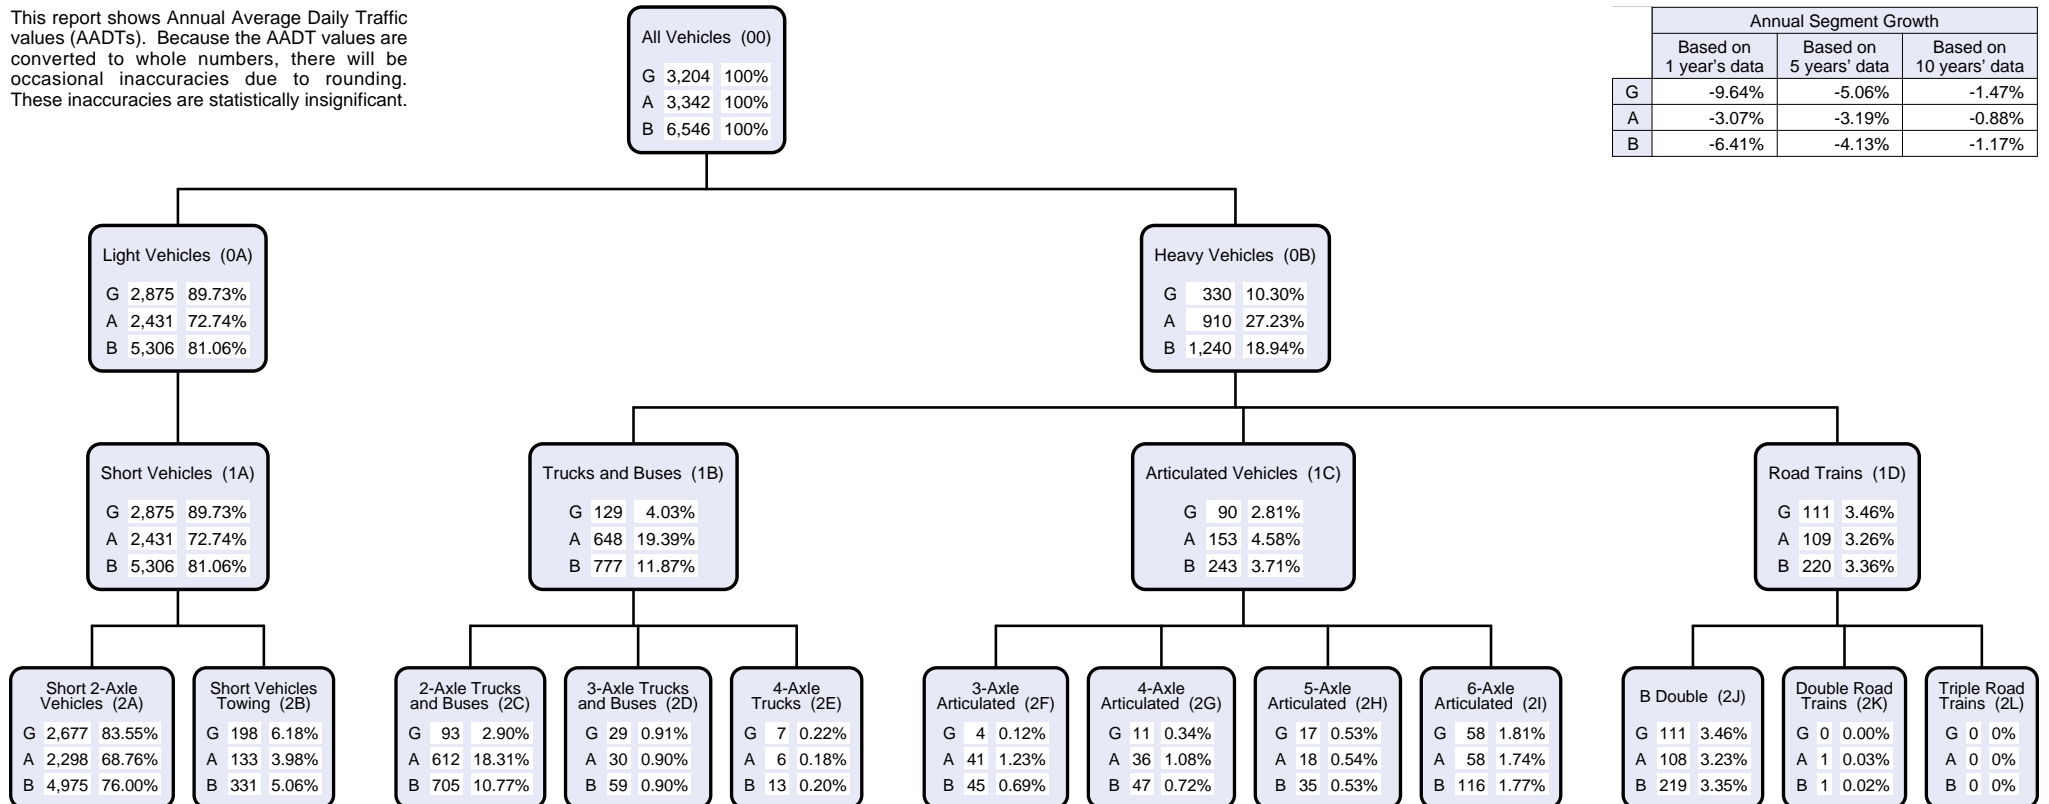 This report shows Annual Average Daily Traffic
values (AADTs). Because the AADT values are
converted to whole numbers, there will be
occasional inaccuracies due to rounding.
These inaccuracies are statistically insignificant.
All Vehicles (00)
G 3,204 100%
A 3,342 100%
B 6,546 100%
Annual Segment Growth
Based on 1 year's data Based on 5 years' data Based on 10 years' data
G -9.64% -5.06% -1.47%
A -3.07% -3.19% -0.88%
B -6.41% -4.13% -1.17%
Light Vehicles (0A)
G 2,875 89.73%
A 2,431 72.74%
B 5,306 81.06%
Heavy Vehicles (0B)
G 330 10.30%
A 910 27.23%
B 1,240 18.94%
Short Vehicles (1A)
G 2,875 89.73%
A 2,431 72.74%
B 5,306 81.06%
Trucks and Buses (1B)
G 129 4.03%
A 648 19.39%
B 777 11.87%
Articulated Vehicles (1C)
G 90 2.81%
A 153 4.58%
B 243 3.71%
Road Trains (1D)
G 111 3.46%
A 109 3.26%
B 220 3.36%
Short 2-Axle
Vehicles (2A)
G 2,677 83.55%
A 2,298 68.76%
B 4,975 76.00%
Short Vehicles
Towing (2B)
G 198 6.18%
A 133 3.98%
B 331 5.06%
2-Axle Trucks
and Buses (2C)
G 93 2.90%
A 612 18.31%
B 705 10.77%
3-Axle Trucks
and Buses (2D)
G 29 0.91%
A 30 0.90%
B 59 0.90%
4-Axle
Trucks (2E)
G 7 0.22%
A 6 0.18%
B 13 0.20%
3-Axle
Articulated (2F)
G 4 0.12%
A 41 1.23%
B 45 0.69%
4-Axle
Articulated (2G)
G 11 0.34%
A 36 1.08%
B 47 0.72%
5-Axle
Articulated (2H)
G 17 0.53%
A 18 0.54%
B 35 0.53%
6-Axle
Articulated (2I)
G 58 1.81%
A 58 1.74%
B 116 1.77%
B Double (2J)
G 111 3.46%
A 108 3.23%
B 219 3.35%
Double Road
Trains (2K)
G 0 0.00%
A 1 0.03%
B 1 0.02%
Triple Road
Trains (2L)
G 0 0%
A 0 0%
B 0 0%